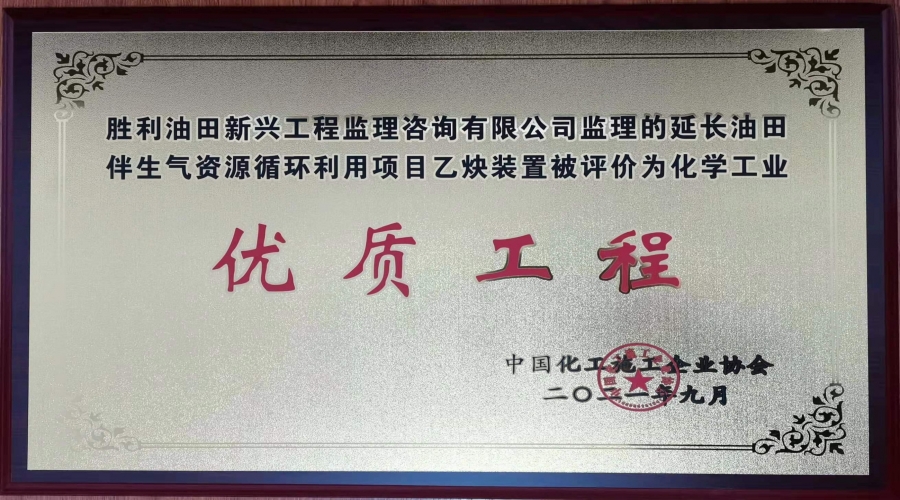 胜利油田新兴工程监理咨询有限公司监理的延长油田
伴生气资源循环利用项目乙炔装置被评价为化学工业
优质工程
中国化工施工企业协会
二〇二一年九月